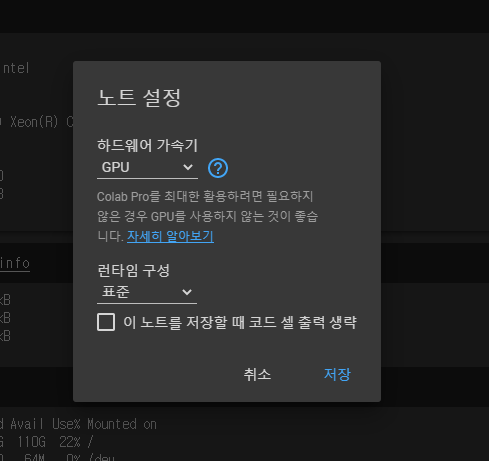 ntel
노트 설정
Xeon(R) C
하드웨어 가속기
GPU
Colab Pro를 최대한 활용하려면 필요하지
않은 경우 GPU를 사용하지 않는 것이 좋습
니다. 자세히 알아보기
info
런타임 구성
표준
kB
kB
kB
이 노트를 저장할 때 코드 셀 출력 생략
취소
저장
d Avail Use% Mounted on
G 110G 22% /
64M 0% /dev